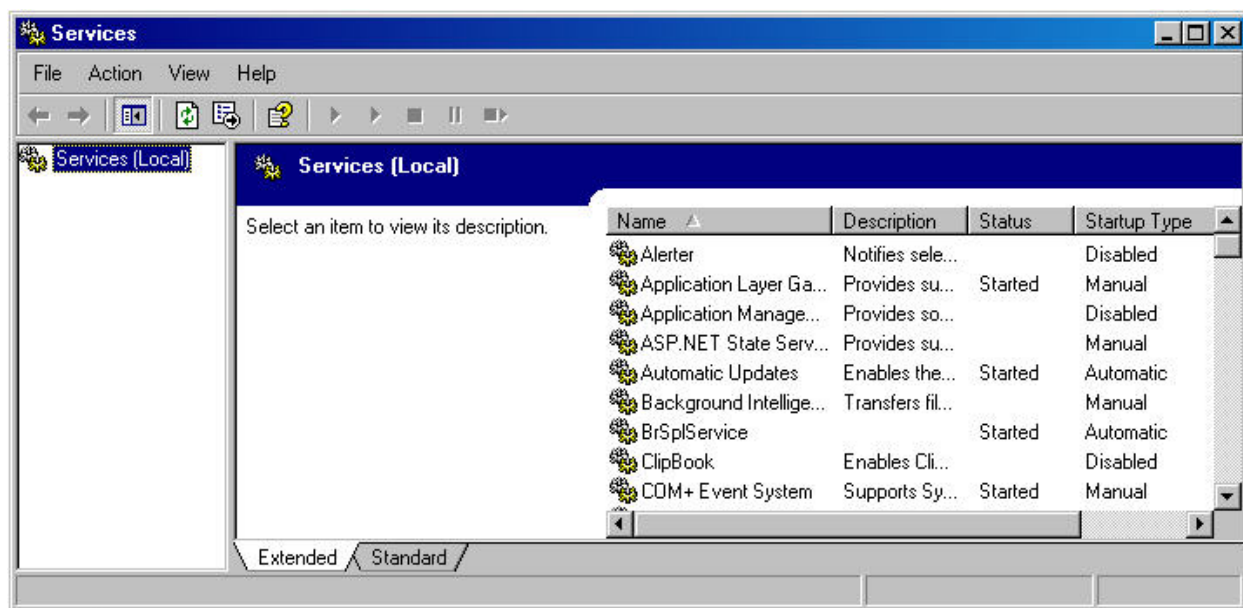 Services
File Action View Help
Services (Local)
Services (Local)
Select an item to view its description.
Name Description Status Startup Type
Alerter Notifies sele... Disabled
Application Layer Ga... Provides su... Started Manual
Application Manage... Provides so... Disabled
ASP.NET State Serv... Provides su... Manual
Automatic Updates Enables the... Started Automatic
Background Intellige... Transfers fil... Manual
BrSplService Started Automatic
ClipBook Enables Cli... Disabled
COM+ Event System Supports Sy... Started Manual
Extended Standard